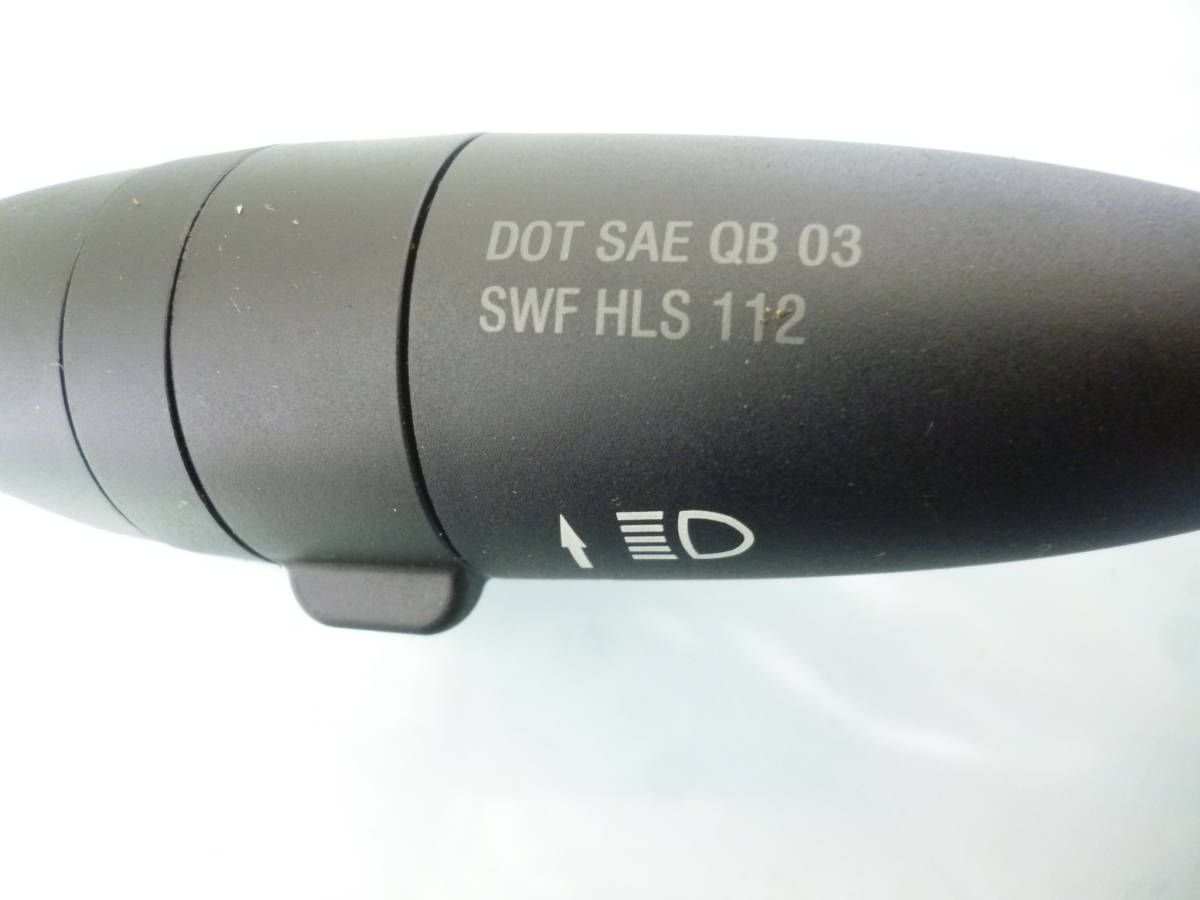 DOT SAE QB 03
SWF HLS 112